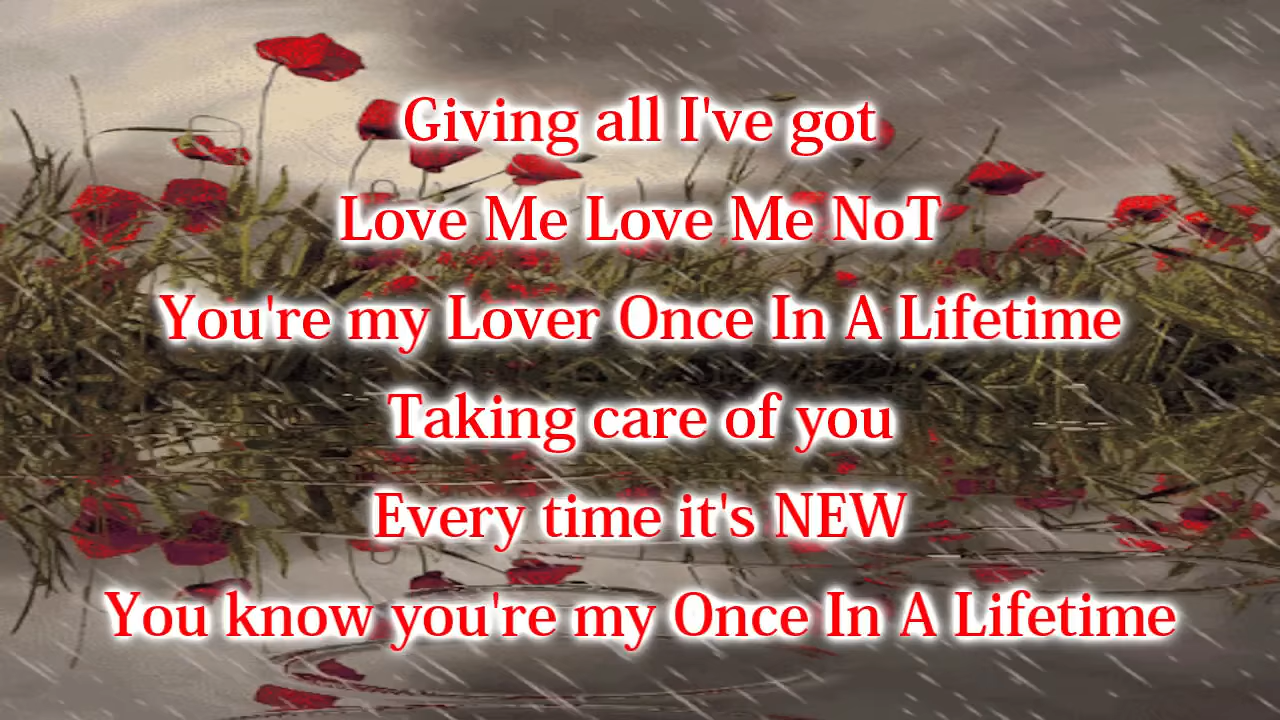 Giving all I've got
Love Me Love Me NoT
You're my Lover Once In A Lifetime
Taking care of you
Every time it's NEW
You know you're my Once In A Lifetime